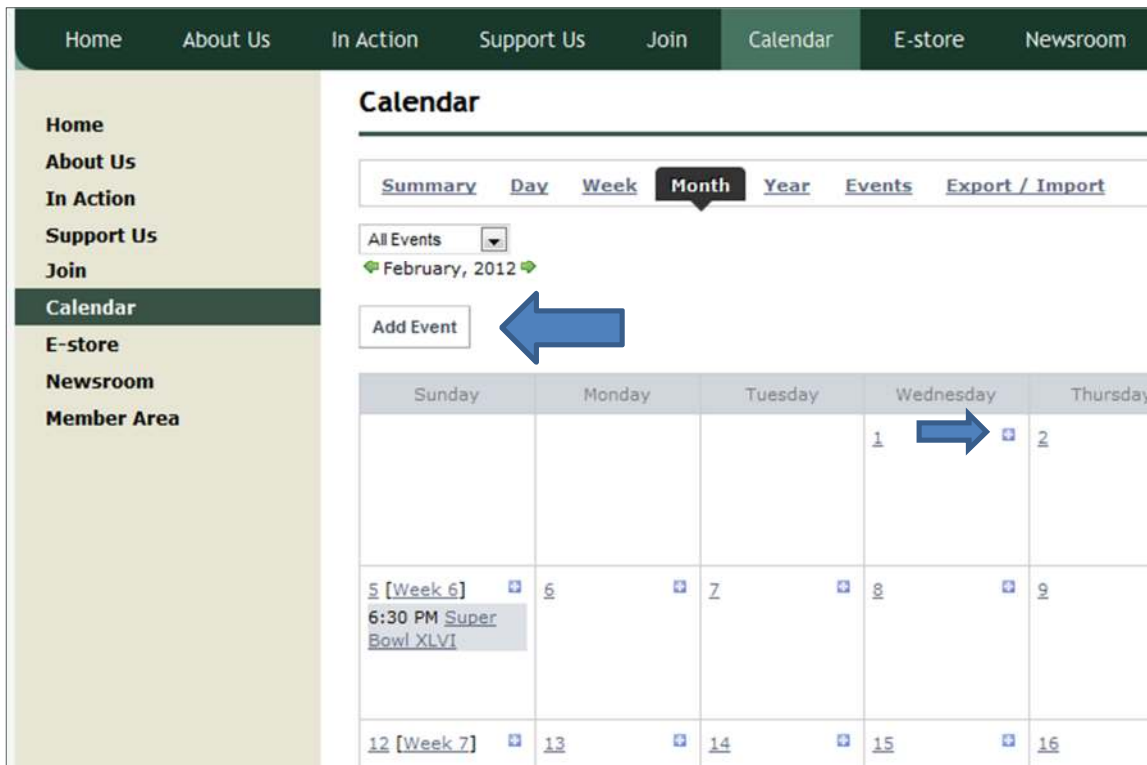 Home About Us In Action Support Us Join Calendar E-store Newsroom
Home
About Us
In Action
Support Us
Join
Calendar
E-store
Newsroom
Member Area
Calendar
Summary Day Week Month Year Events Export / Import
All Events
February, 2012
Add Event
Sunday Monday Tuesday Wednesday Thursday
1 2
5 [Week 6] 6 7 8 9
6:30 PM Super
Bowl XLVI
12 [Week 7] 13 14 15 16